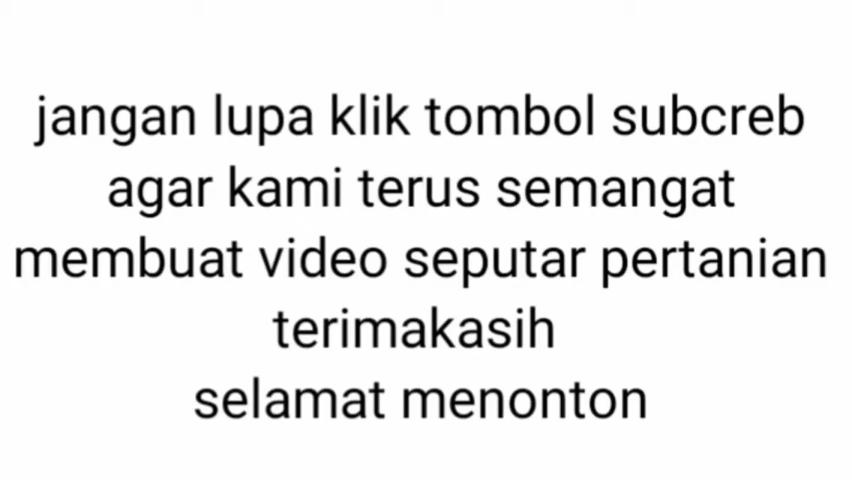 jangan lupa klik tombol subcreb
agar kami terus semangat
membuat video seputar pertanian
terimakasih
selamat menonton